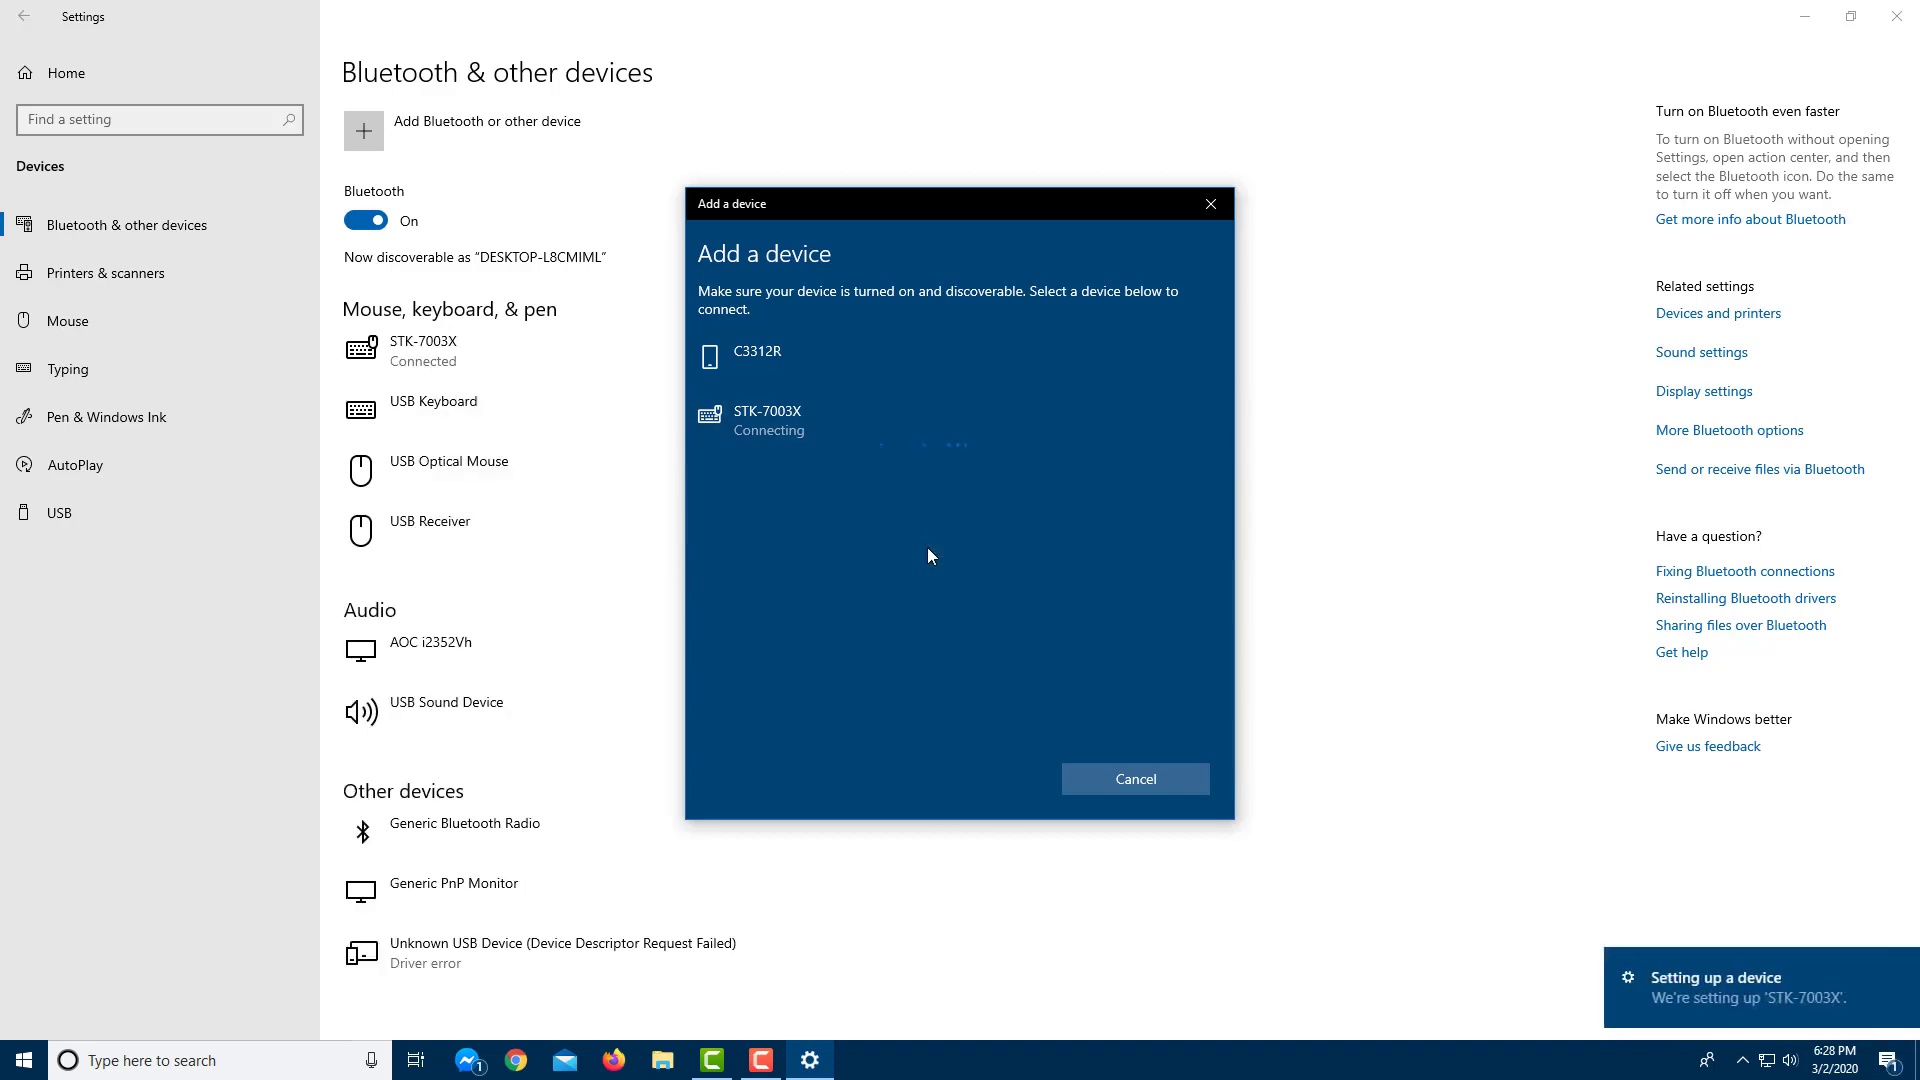 Settings
Home
Find a setting
Devices
Bluetooth & other devices
Printers & scanners
Mouse
Typing
Pen & Windows Ink
AutoPlay
USB
Bluetooth & other devices
Add Bluetooth or other device
Bluetooth
On
Now discoverable as “DESKTOP-L8CMIML”
Mouse, keyboard, & pen
STK-7003X
Connected
USB Keyboard
USB Optical Mouse
USB Receiver
Audio
AOC i2352Vh
USB Sound Device
Other devices
Generic Bluetooth Radio
Generic PnP Monitor
Unknown USB Device (Device Descriptor Request Failed)
Driver error
Add a device
Add a device
Make sure your device is turned on and discoverable. Select a device below to
connect.
C3312R
STK-7003X
Connecting
Cancel
Turn on Bluetooth even faster
To turn on Bluetooth without opening
Settings, open action center, and then
select the Bluetooth icon. Do the same
to turn it off when you want.
Get more info about Bluetooth
Related settings
Devices and printers
Sound settings
Display settings
More Bluetooth options
Send or receive files via Bluetooth
Have a question?
Fixing Bluetooth connections
Reinstalling Bluetooth drivers
Sharing files over Bluetooth
Get help
Make Windows better
Give us feedback
Setting up a device
We're setting up 'STK-7003X'.
Type here to search
1
6:28 PM
3/2/2020
1